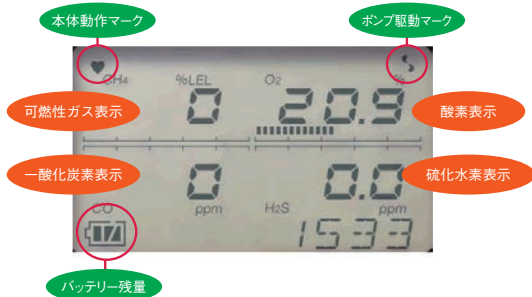 本体動作マーク
ポンプ駆動マーク
CH4 %LEL O2 %
可燃性ガス表示
0 20.9
酸素表示
一酸化炭素表示
0 0.0
硫化水素表示
CO ppm H2S ppm
1533
バッテリー残量